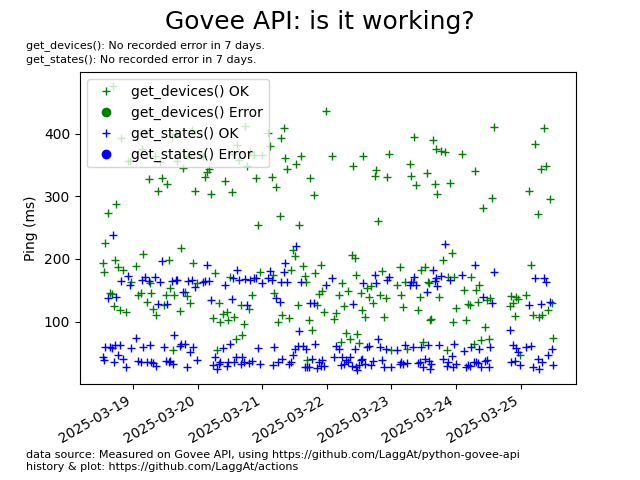 Govee API: is it working?
get_devices(): No recorded error in 7 days.
get_states(): No recorded error in 7 days.
get_devices() OK
get_devices() Error
get_states() OK
get_states() Error
Ping (ms)
400
300
200
100
2025-03-19
2025-03-20
2025-03-21
2025-03-22
2025-03-23
2025-03-24
2025-03-25
data source: Measured on Govee API, using https://github.com/LaggAt/python-govee-api
history & plot: https://github.com/LaggAt/actions